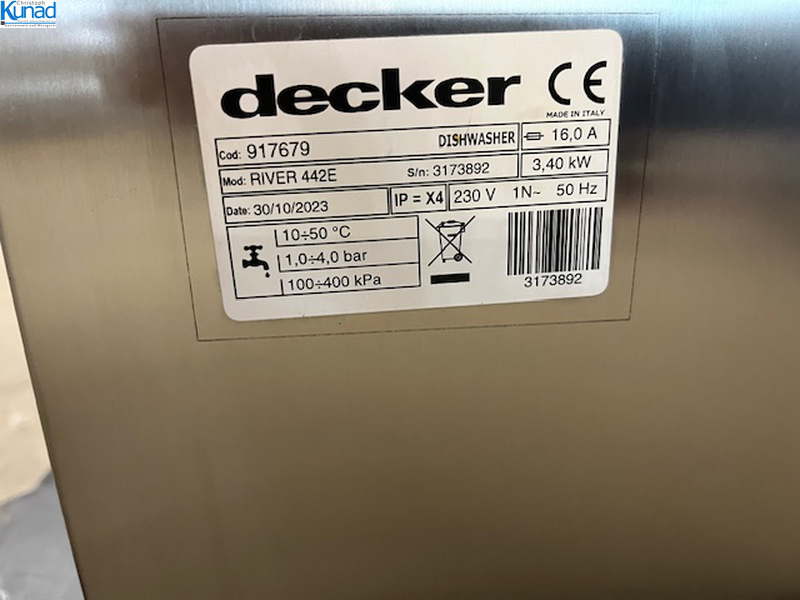 Christoph
Kunad
decker
CE
MADE IN ITALY
Cod: 917679 DISHWASHER 16,0 A
Mod: RIVER 442E S/n: 3173892 3,40 kW
Date: 30/10/2023 IP = X4 230 V 1N~ 50 Hz
10÷50 °C
1,0÷4,0 bar
100÷400 kPa
3173892